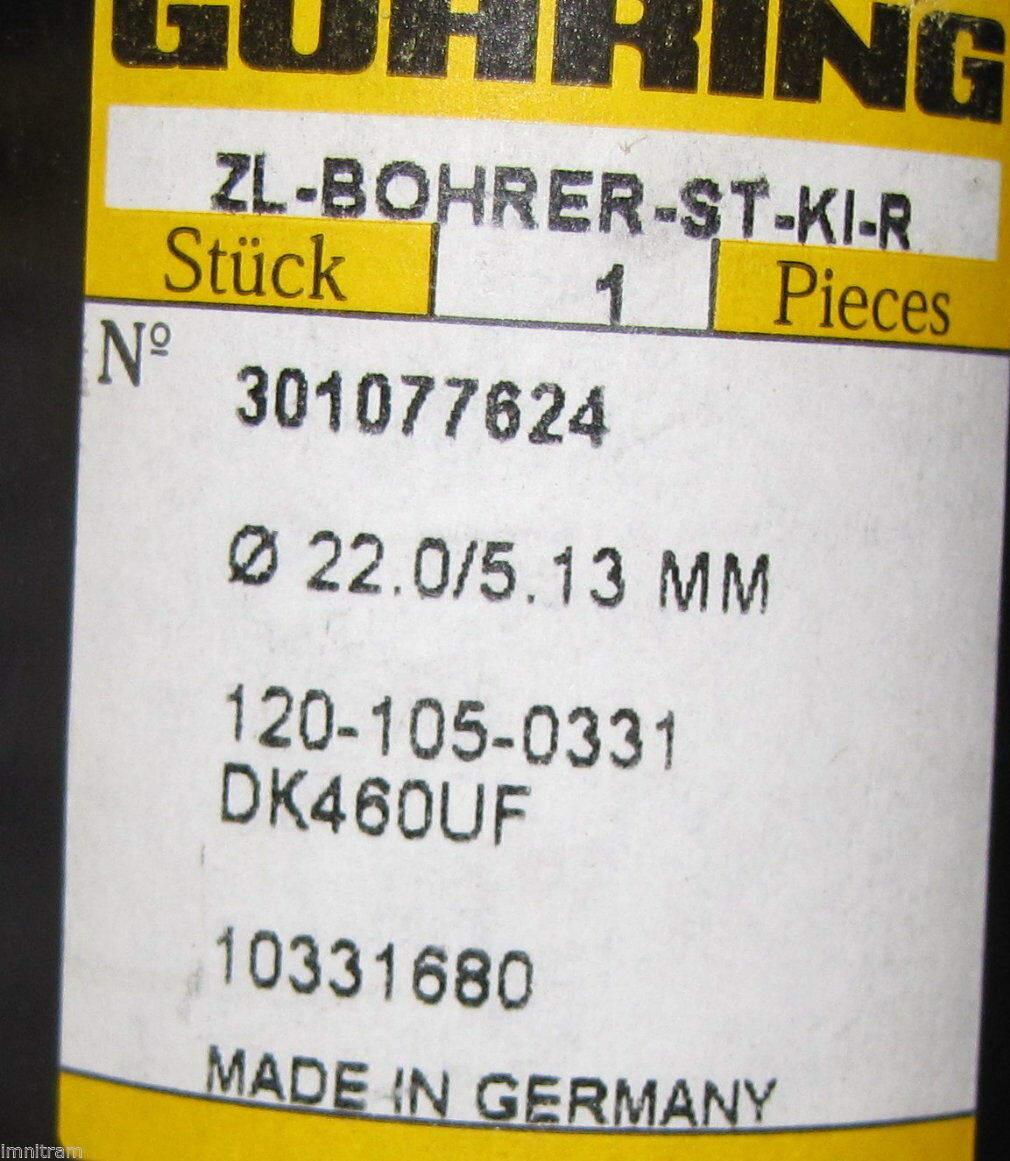 GÜHRING
ZL-BOHRER-ST-KI-R
Stück 1 Pieces
Nº
301077624
Ø 22.0/5.13 MM
120-105-0331
DK460UF
10331680
MADE IN GERMANY
imnitram